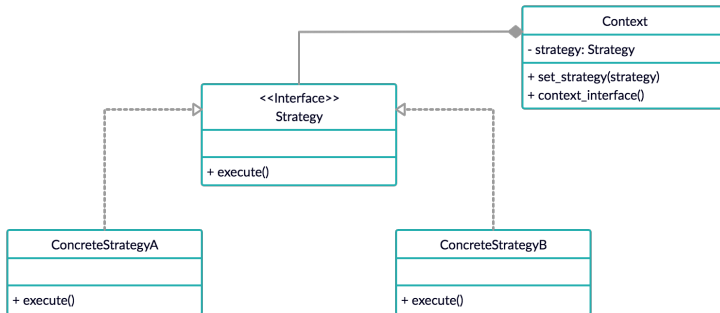 Context
- strategy: Strategy
+ set_strategy(strategy)
+ context_interface()
<<Interface>>
Strategy
+ execute()
ConcreteStrategyA
+ execute()
ConcreteStrategyB
+ execute()